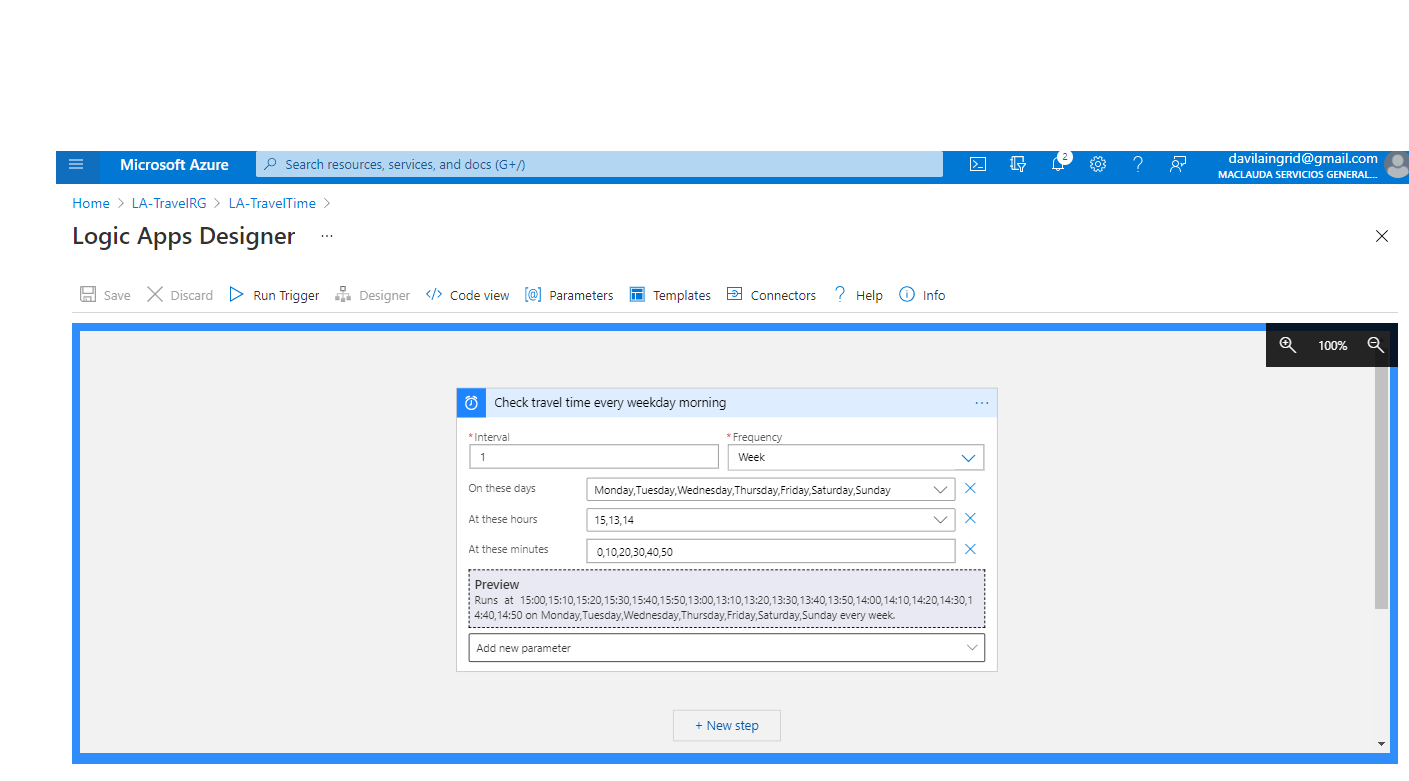 Microsoft Azure
Search resources, services, and docs (G+/)
2
davilaingrid@gmail.com
MACLAUDA SERVICIOS GENERAL...
Home > LA-TravelRG > LA-TravelTime >
Logic Apps Designer ...
Save Discard Run Trigger Designer </> Code view [@] Parameters Templates Connectors ? Help Info
100%
Check travel time every weekday morning ...
*Interval *Frequency
1 Week
On these days Monday,Tuesday,Wednesday,Thursday,Friday,Saturday,Sunday
At these hours 15,13,14
At these minutes 0,10,20,30,40,50
Preview
Runs at 15:00,15:10,15:20,15:30,15:40,15:50,13:00,13:10,13:20,13:30,13:40,13:50,14:00,14:10,14:20,14:30,1
4:40,14:50 on Monday,Tuesday,Wednesday,Thursday,Friday,Saturday,Sunday every week.
Add new parameter
+ New step